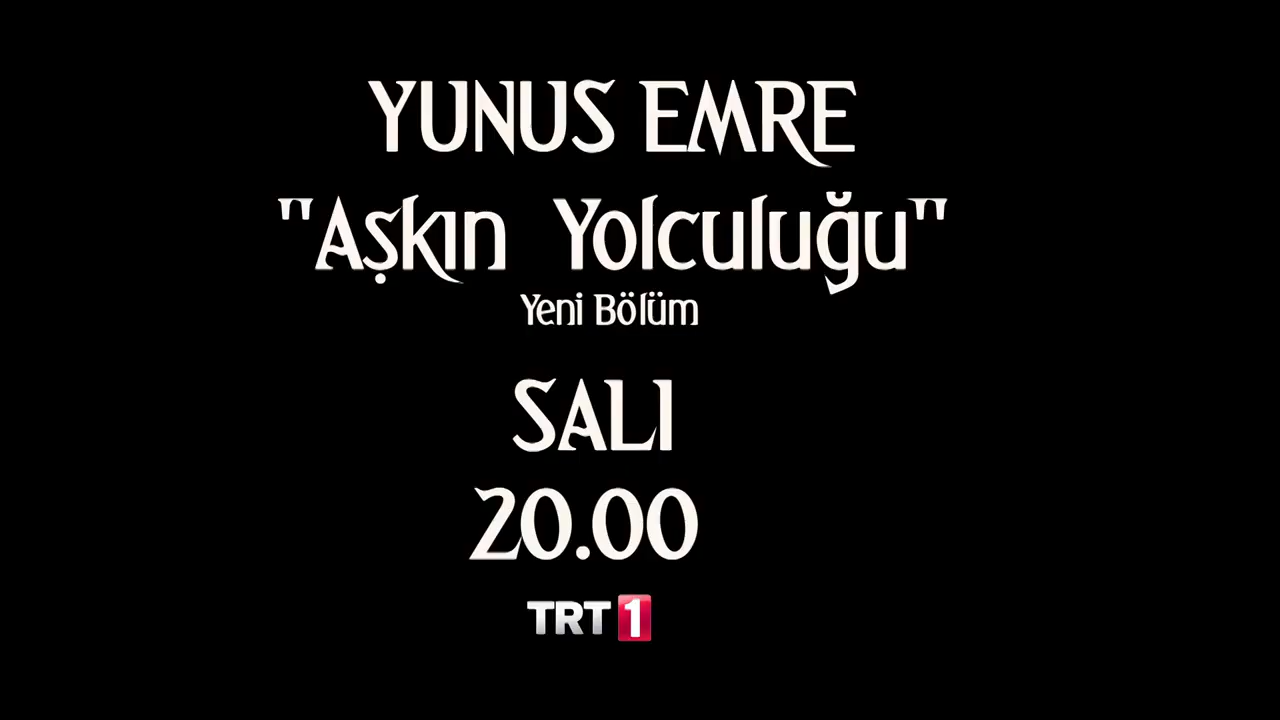 YUNUS EMRE
"Aşkın Yolculuğu"
Yeni Bölüm
SALI
20.00
TRT 1